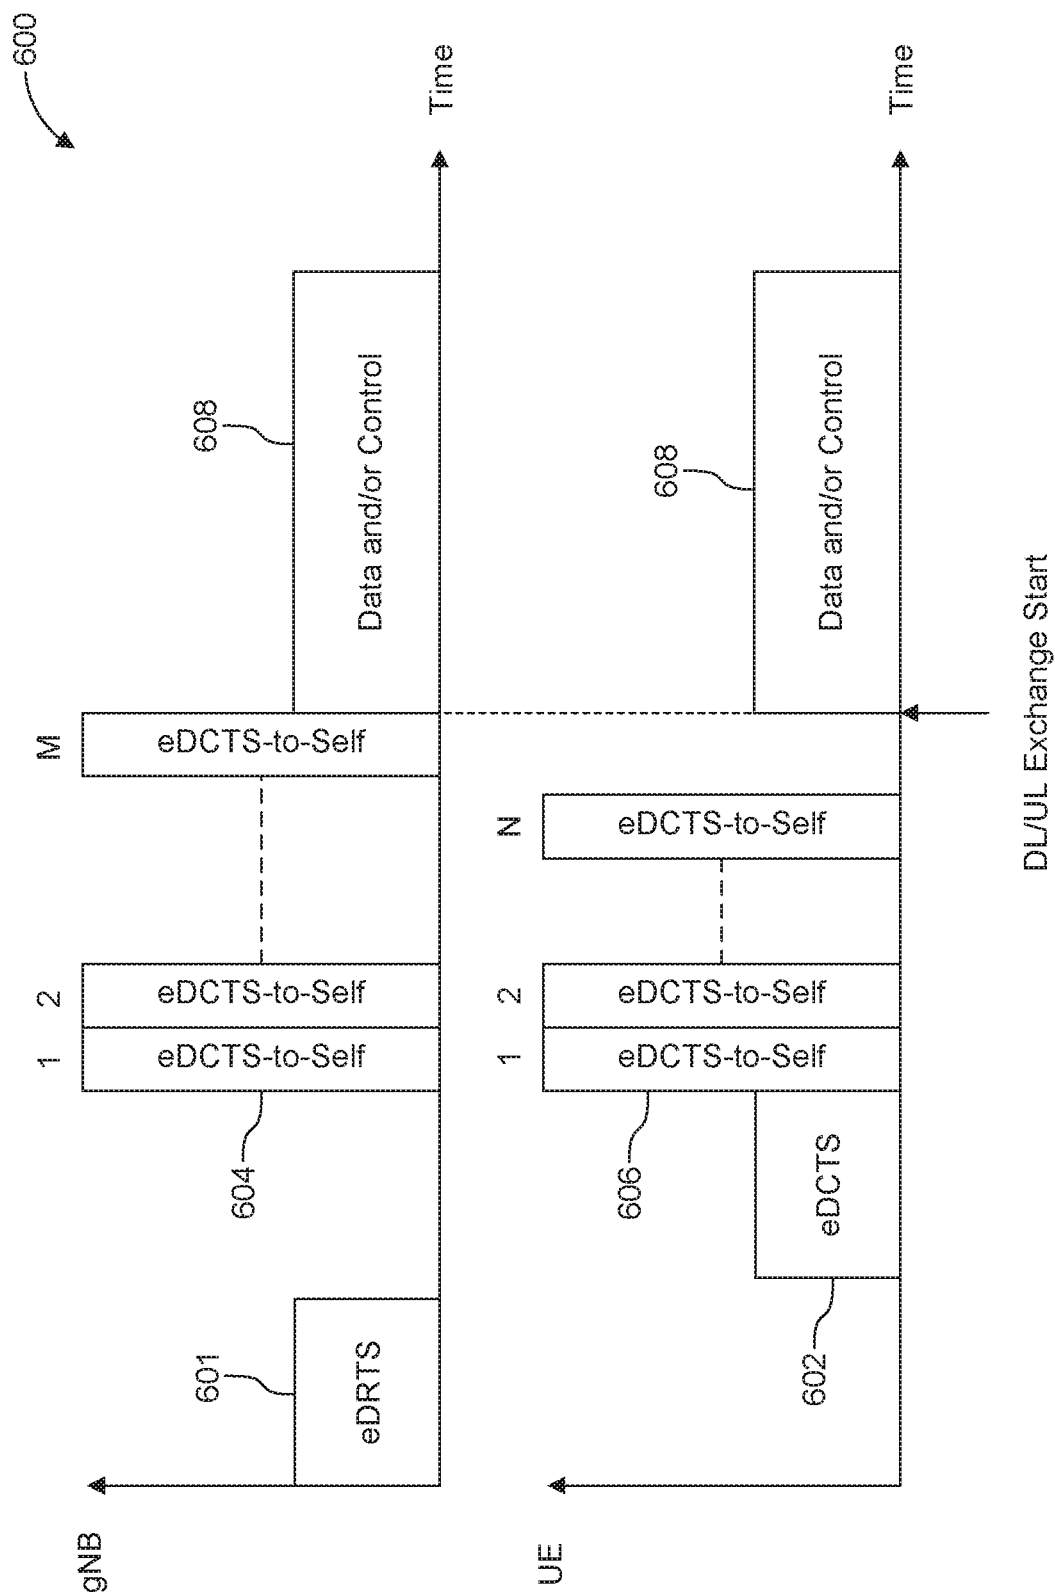 600
gNB
eDRTS
601
604
1
eDCTS-to-Self
2
eDCTS-to-Self
M
eDCTS-to-Self
608
Data and/or Control
Time
UE
602
eDCTS
606
1
eDCTS-to-Self
2
eDCTS-to-Self
N
eDCTS-to-Self
608
Data and/or Control
Time
DL/UL Exchange Start